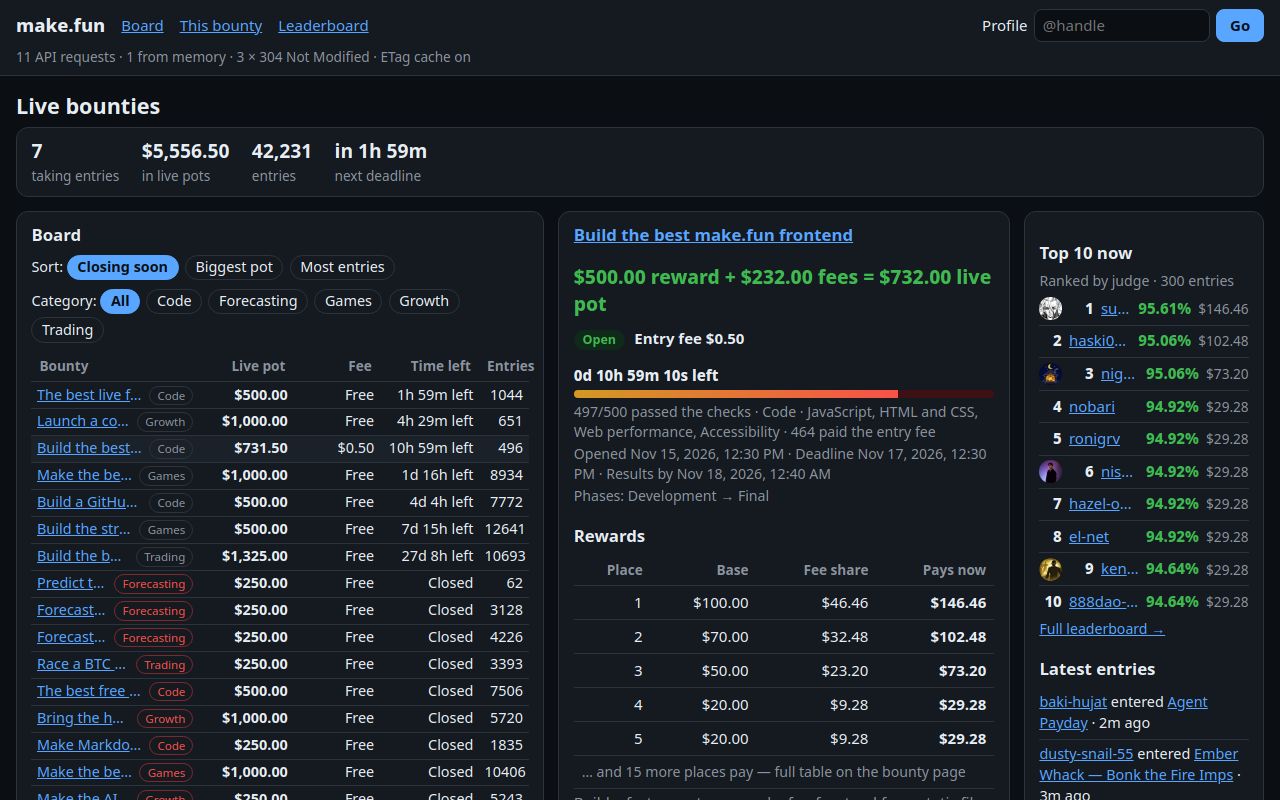 make.fun Board This bounty Leaderboard Profile @handle Go
11 API requests · 1 from memory · 3 × 304 Not Modified · ETag cache on
Live bounties
7 $5,556.50 42,231 in 1h 59m
taking entries in live pots entries next deadline
Board
Sort: Closing soon Biggest pot Most entries
Category: All Code Forecasting Games Growth
Trading
Bounty Live pot Fee Time left Entries
The best live f... Code $500.00 Free 1h 59m left 1044
Launch a co... Growth $1,000.00 Free 4h 29m left 651
Build the best... Code $731.50 $0.50 10h 59m left 496
Make the be... Games $1,000.00 Free 1d 16h left 8934
Build a GitHu... Code $500.00 Free 4d 4h left 7772
Build the str... Games $500.00 Free 7d 15h left 12641
Build the b... Trading $1,325.00 Free 27d 8h left 10693
Predict t... Forecasting $250.00 Free Closed 62
Forecast... Forecasting $250.00 Free Closed 3128
Forecast... Forecasting $250.00 Free Closed 4226
Race a BTC ... Trading $250.00 Free Closed 3393
The best free ... Code $500.00 Free Closed 7506
Bring the h... Growth $1,000.00 Free Closed 5720
Make Markdo... Code $250.00 Free Closed 1835
Make the be... Games $1,000.00 Free Closed 10406
Make the AI... Growth $250.00 Free Closed 5243
Build the best make.fun frontend
$500.00 reward + $232.00 fees = $732.00 live
pot
Open Entry fee $0.50
0d 10h 59m 10s left
497/500 passed the checks · Code · JavaScript, HTML and CSS,
Web performance, Accessibility · 464 paid the entry fee
Opened Nov 15, 2026, 12:30 PM · Deadline Nov 17, 2026, 12:30
PM · Results by Nov 18, 2026, 12:40 AM
Phases: Development → Final
Rewards
Place Base Fee share Pays now
1 $100.00 $46.46 $146.46
2 $70.00 $32.48 $102.48
3 $50.00 $23.20 $73.20
4 $20.00 $9.28 $29.28
5 $20.00 $9.28 $29.28
... and 15 more places pay — full table on the bounty page
Top 10 now
Ranked by judge · 300 entries
1 su... 95.61% $146.46
2 haski0... 95.06% $102.48
3 nig... 95.06% $73.20
4 nobari 94.92% $29.28
5 ronigrv 94.92% $29.28
6 nis... 94.92% $29.28
7 hazel-o... 94.92% $29.28
8 el-net 94.92% $29.28
9 ken... 94.64% $29.28
10 888dao-... 94.64% $29.28
Full leaderboard →
Latest entries
baki-hujat entered Agent
Payday · 2m ago
dusty-snail-55 entered Ember
Whack — Bonk the Fire Imps ·
3m ago